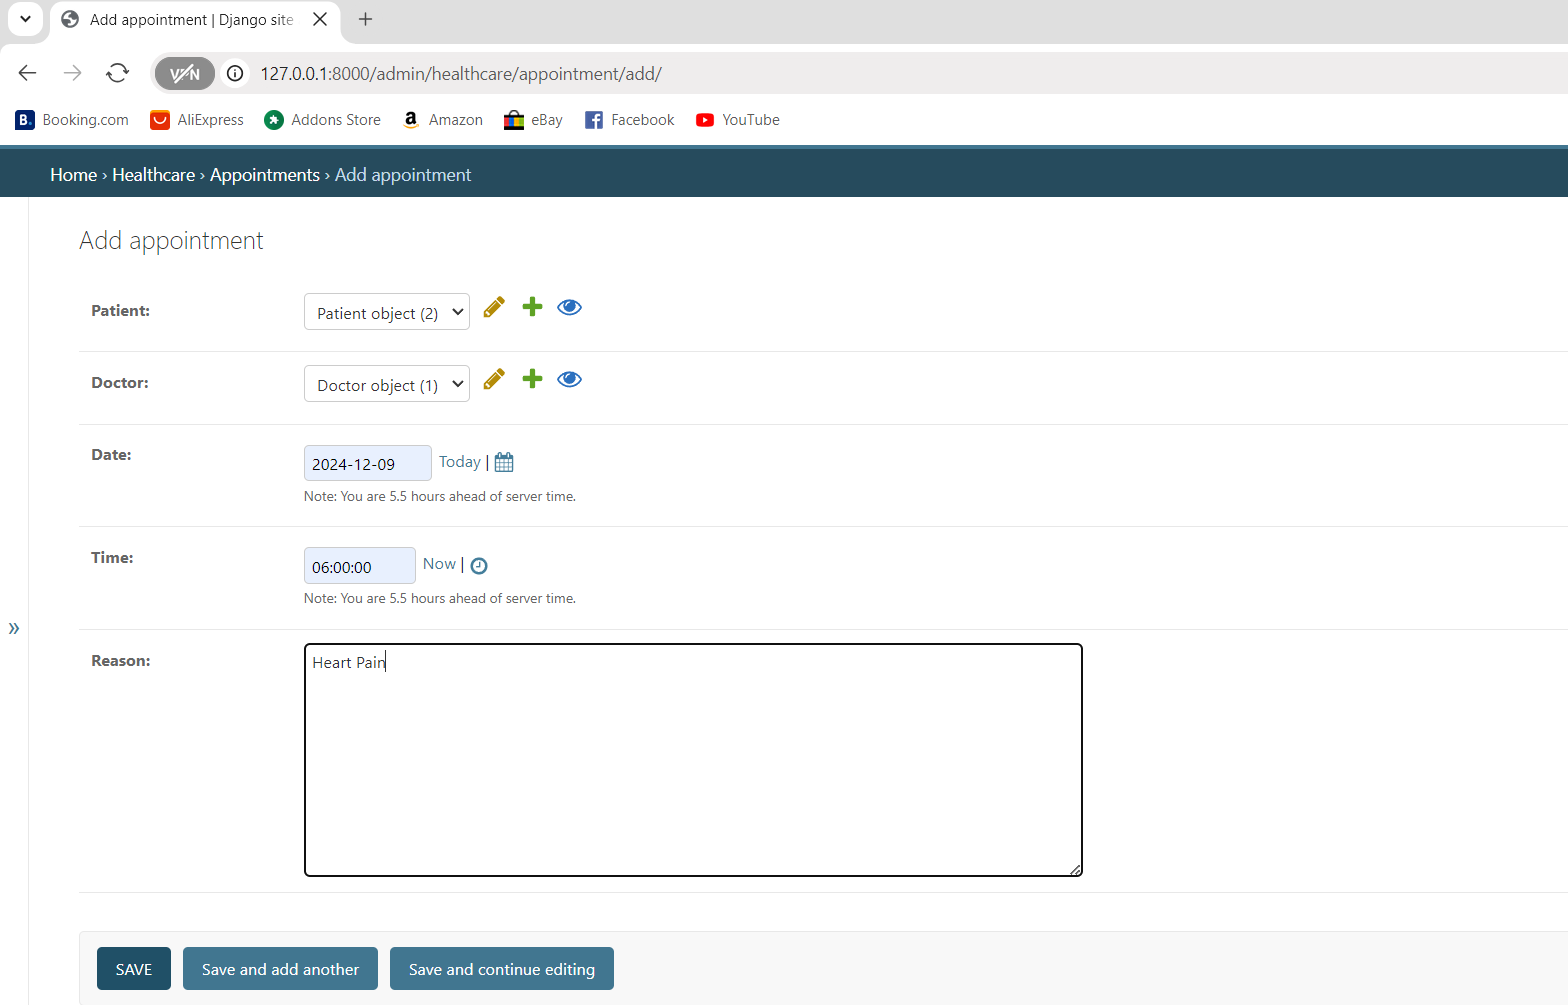 Add appointment | Django site
VPN
127.0.0.1:8000/admin/healthcare/appointment/add/
B. Booking.com AliExpress Addons Store a Amazon eBay f Facebook YouTube
Home › Healthcare › Appointments › Add appointment
Add appointment
Patient: Patient object (2)
Doctor: Doctor object (1)
Date: 2024-12-09 Today |
Note: You are 5.5 hours ahead of server time.
Time: 06:00:00 Now |
Note: You are 5.5 hours ahead of server time.
»
Reason: Heart Pain
SAVE Save and add another Save and continue editing